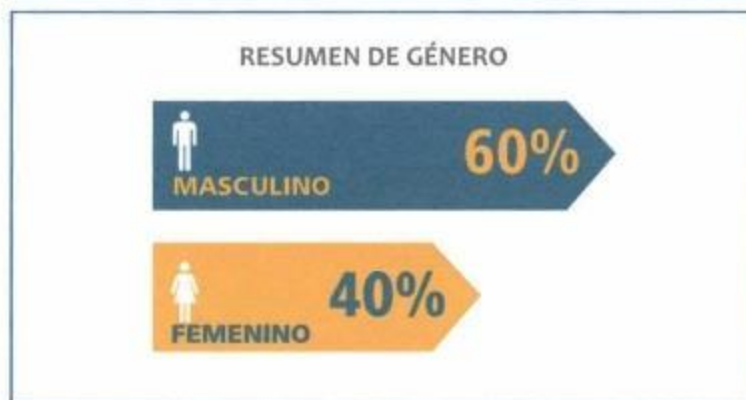 RESUMEN DE GÉNERO
60%
MASCULINO
40%
FEMENINO